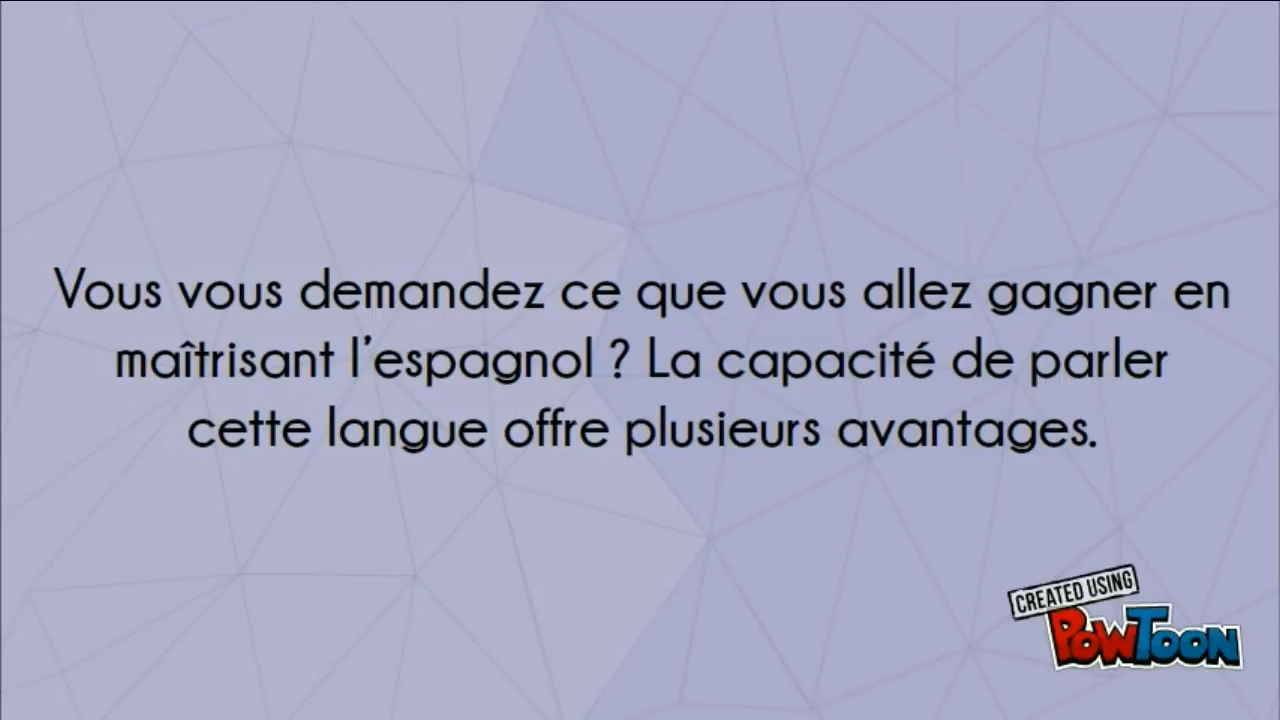 Vous vous demandez ce que vous allez gagner en
maîtrisant l'espagnol ? La capacité de parler
cette langue offre plusieurs avantages.
CREATED USING
POWTOON